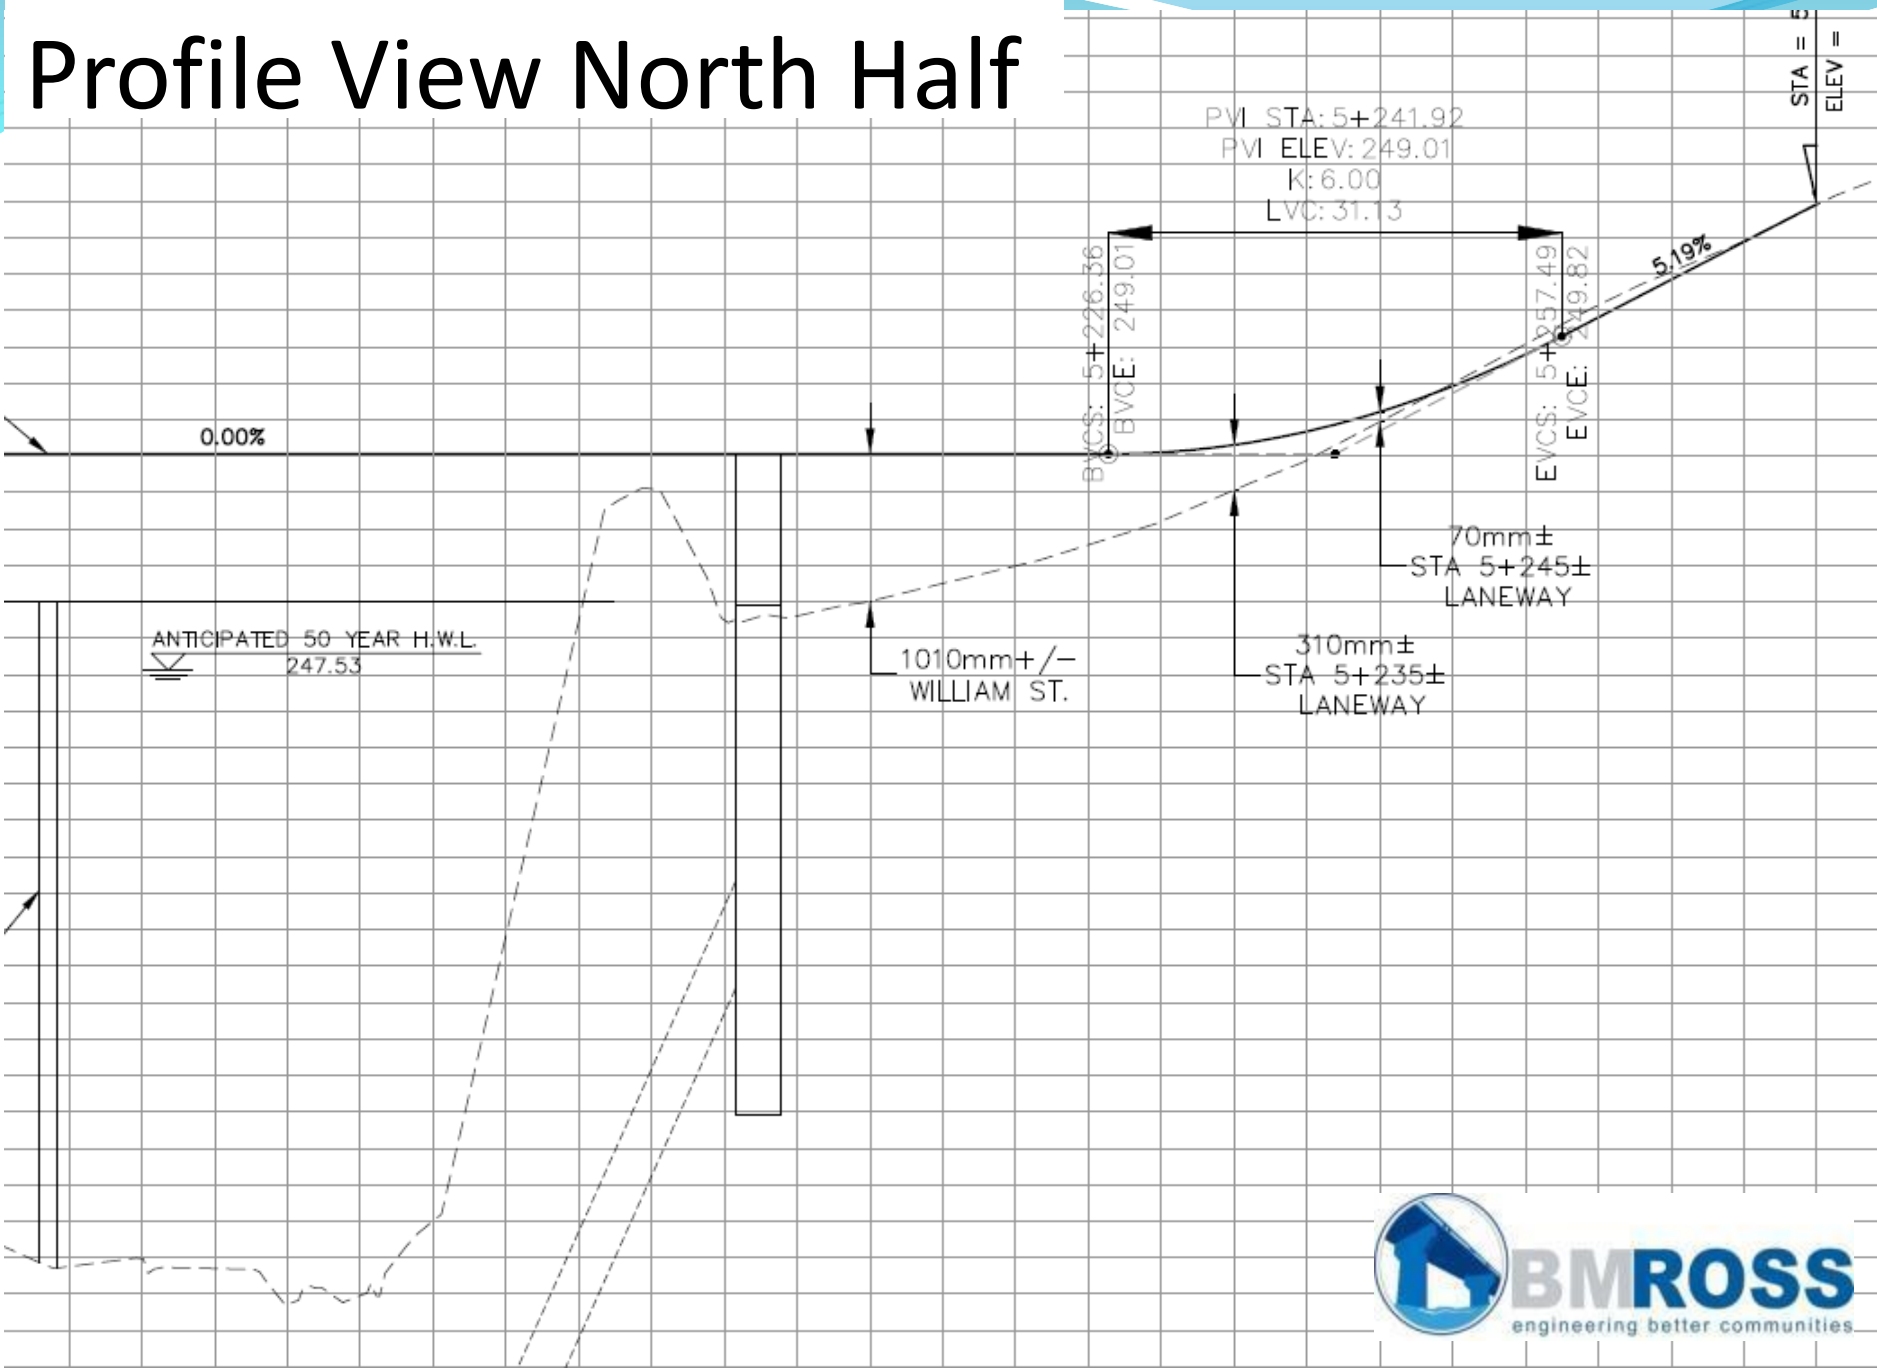 Profile View North Half
STA = 5
ELEV =
PVI STA: 5+241.92
PVI ELEV: 249.01
K: 6.00
LVC: 31.13
BVCS: 5+226.36
BVCE: 249.01
EVCS: 5+257.49
EVCE: 249.82
5.19%
0.00%
70mm±
STA 5+245±
LANEWAY
ANTICIPATED 50 YEAR H.W.L.
247.53
1010mm+/-
WILLIAM ST.
310mm±
STA 5+235±
LANEWAY
BMROSS
engineering better communities